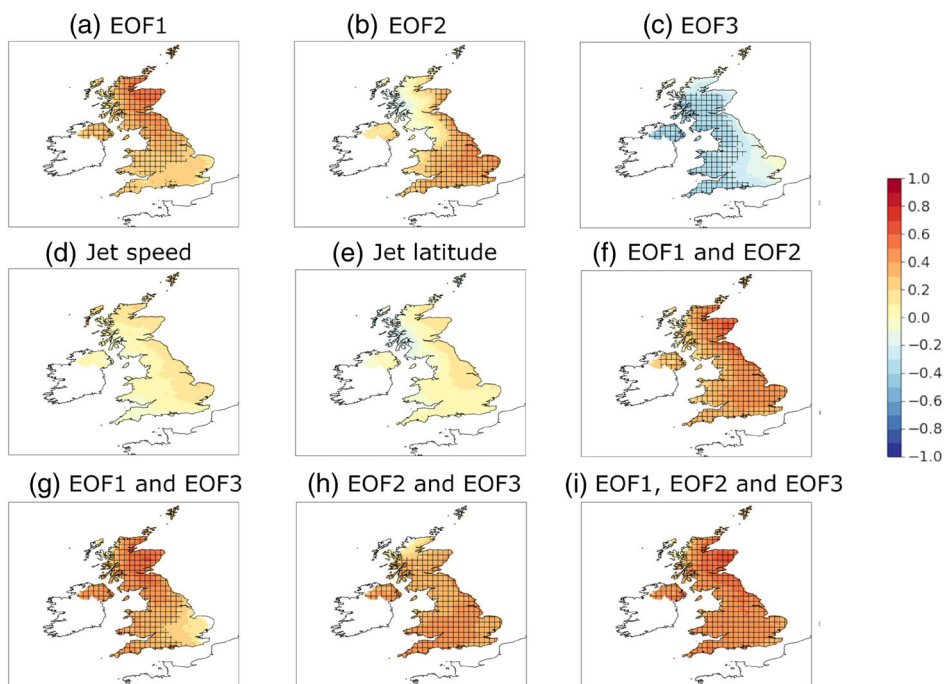 (a) EOF1
(b) EOF2
(c) EOF3
(d) Jet speed
(e) Jet latitude
(f) EOF1 and EOF2
(g) EOF1 and EOF3
(h) EOF2 and EOF3
(i) EOF1, EOF2 and EOF3
1.0
0.8
0.6
0.4
0.2
0.0
−0.2
−0.4
−0.6
−0.8
−1.0